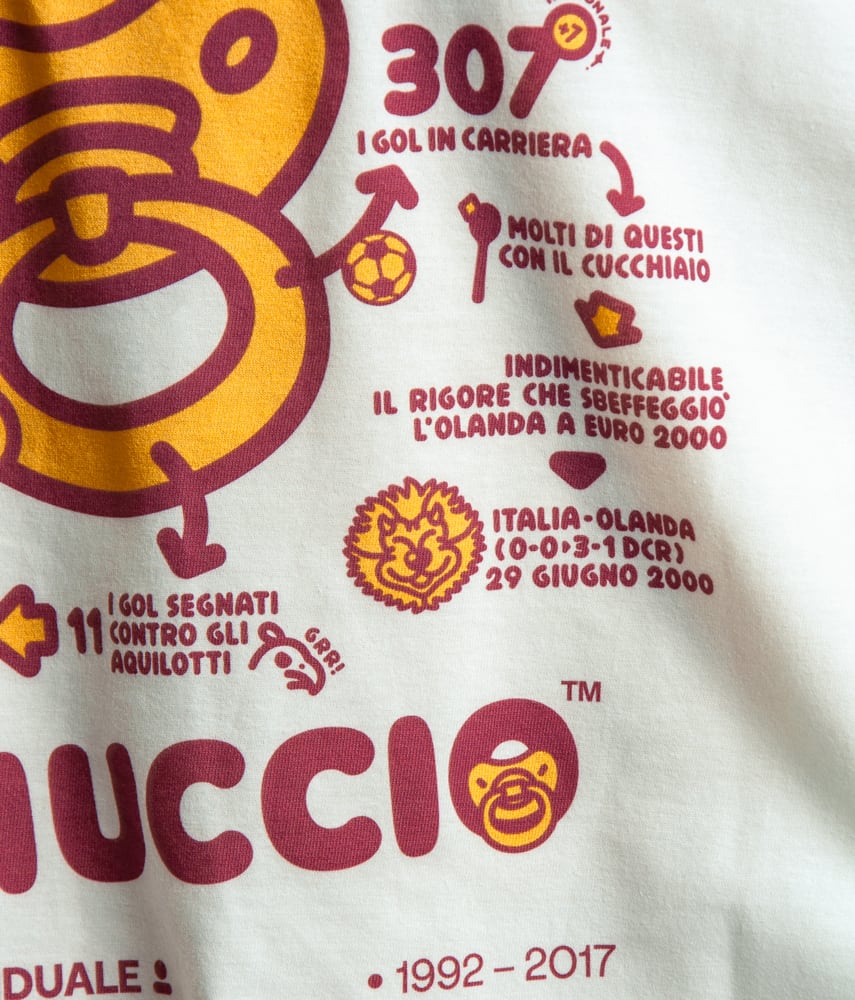 307
+7
I GOL IN CARRIERA
MOLTI DI QUESTI
CON IL CUCCHIAIO
INDIMENTICABILE
IL RIGORE CHE SBEFFEGGIO'
L'OLANDA A EURO 2000
ITALIA-OLANDA
(0-0›3-1 DCR)
29 GIUGNO 2000
11 I GOL SEGNATI
CONTRO GLI
AQUILOTTI
GRR!
UCCIO TM
DUALE
• 1992 – 2017